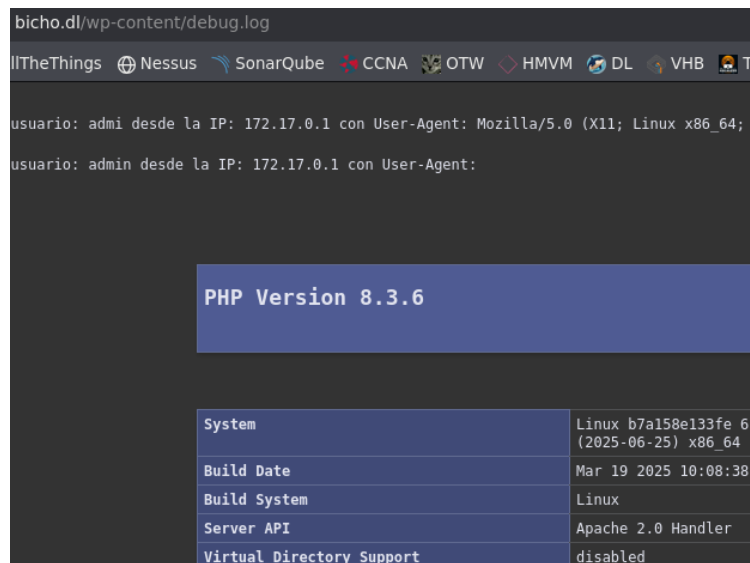 bicho.dl/wp-content/debug.log
llTheThings Nessus SonarQube CCNA OTW HMVM DL VHB T
usuario: admi desde la IP: 172.17.0.1 con User-Agent: Mozilla/5.0 (X11; Linux x86_64;
usuario: admin desde la IP: 172.17.0.1 con User-Agent:
PHP Version 8.3.6
System Linux b7a158e133fe 6
(2025-06-25) x86_64
Build Date Mar 19 2025 10:08:38
Build System Linux
Server API Apache 2.0 Handler
Virtual Directory Support disabled